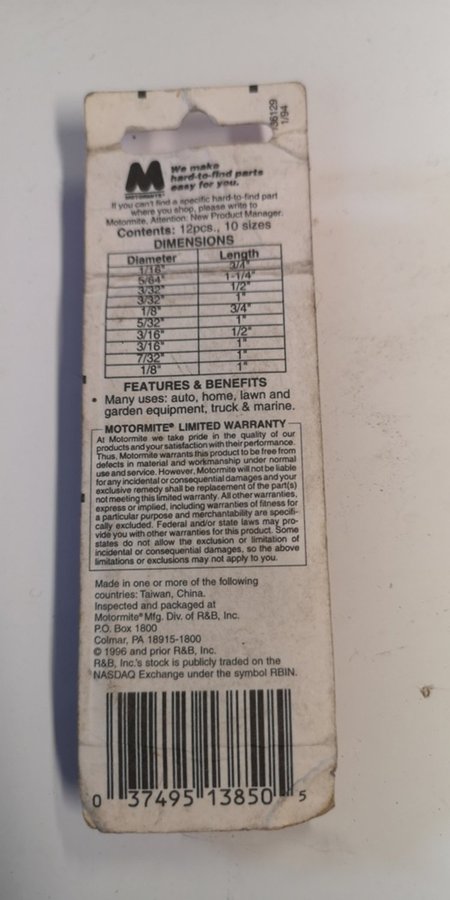 36129
1/94
M
MOTORMITE
We make
hard-to-find parts
easy for you.
If you can't find a specific hard-to-find part
where you shop, please write to
Motormite, Attention: New Product Manager.
Contents: 12pcs., 10 sizes
DIMENSIONS
Diameter Length
1/16" 3/4"
5/64" 1-1/4"
3/32" 1/2"
3/32" 1"
1/8" 3/4"
5/32" 1"
3/16" 1/2"
3/16" 1"
7/32" 1"
1/8" 1"
FEATURES & BENEFITS
• Many uses: auto, home, lawn and
garden equipment, truck & marine.
MOTORMITE® LIMITED WARRANTY
At Motormite we take pride in the quality of our
products and your satisfaction with their performance.
Thus, Motormite warrants this product to be free from
defects in material and workmanship under normal
use and service. However, Motormite will not be liable
for any incidental or consequential damages and your
exclusive remedy shall be replacement of the part(s)
not meeting this limited warranty. All other warranties,
express or implied, including warranties of fitness for
a particular purpose and merchantability are specifi-
cally excluded. Federal and/or state laws may pro-
vide you with other warranties for this product. Some
states do not allow the exclusion or limitation of
incidental or consequential damages, so the above
limitations or exclusions may not apply to you.
Made in one or more of the following
countries: Taiwan, China.
Inspected and packaged at
Motormite® Mfg. Div. of R&B, Inc.
P.O. Box 1800
Colmar, PA 18915-1800
© 1996 and prior R&B, Inc.
R&B, Inc.'s stock is publicly traded on the
NASDAQ Exchange under the symbol RBIN.
0 37495 13850 5